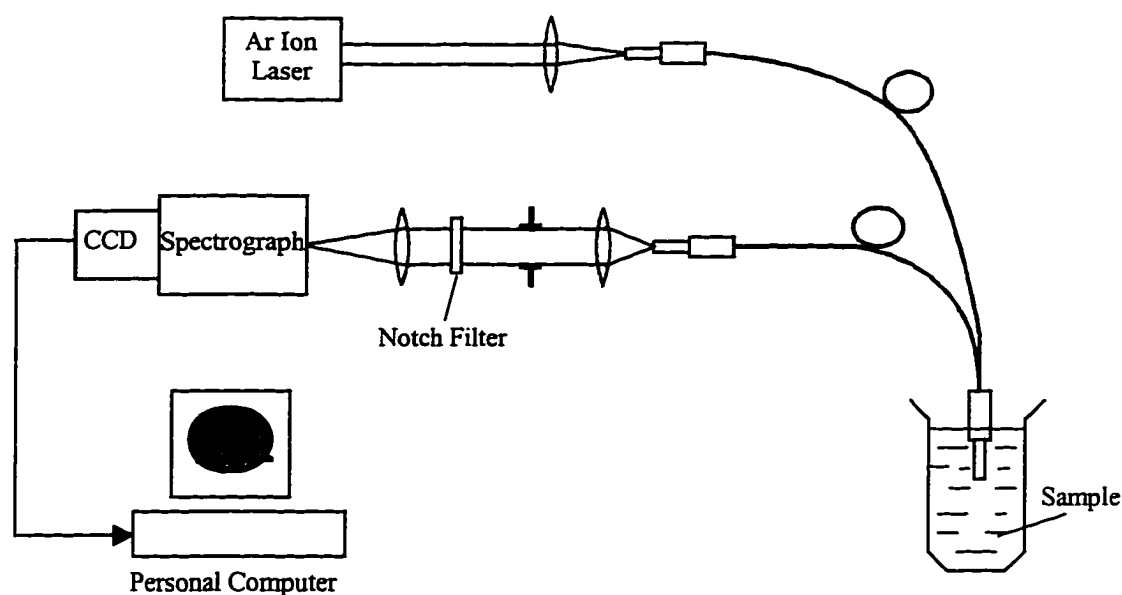 Ar Ion
Laser
CCD
Spectrograph
Notch Filter
Sample
Personal Computer